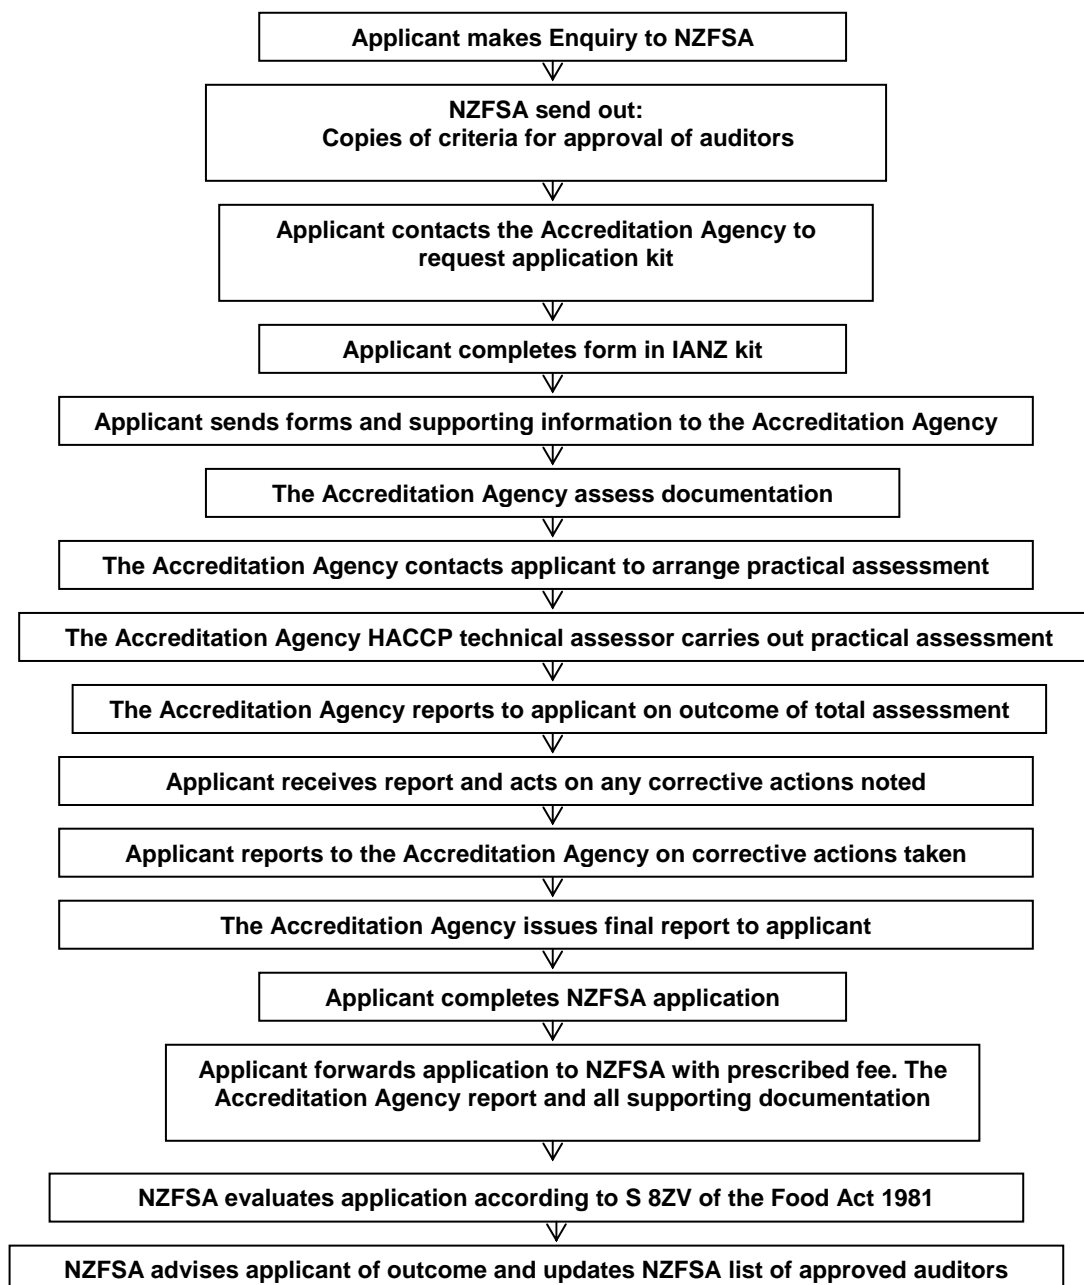 Applicant makes Enquiry to NZFSA
NZFSA send out:
Copies of criteria for approval of auditors
Applicant contacts the Accreditation Agency to
request application kit
Applicant completes form in IANZ kit
Applicant sends forms and supporting information to the Accreditation Agency
The Accreditation Agency assess documentation
The Accreditation Agency contacts applicant to arrange practical assessment
The Accreditation Agency HACCP technical assessor carries out practical assessment
The Accreditation Agency reports to applicant on outcome of total assessment
Applicant receives report and acts on any corrective actions noted
Applicant reports to the Accreditation Agency on corrective actions taken
The Accreditation Agency issues final report to applicant
Applicant completes NZFSA application
Applicant forwards application to NZFSA with prescribed fee. The
Accreditation Agency report and all supporting documentation
NZFSA evaluates application according to S 8ZV of the Food Act 1981
NZFSA advises applicant of outcome and updates NZFSA list of approved auditors